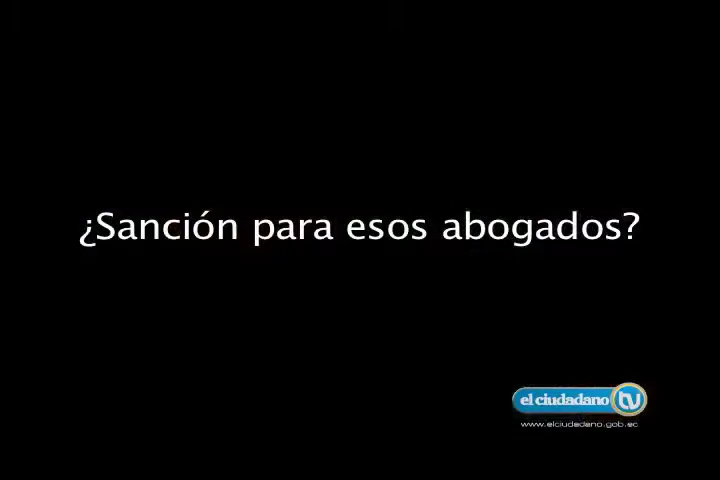 ¿Sanción para esos abogados?
el ciudadano tv
www.elciudadano.gob.ec